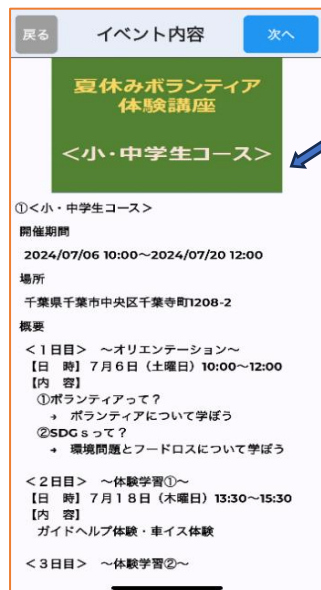 戻る
イベント内容
次へ
夏休みボランティア
体験講座
＜小・中学生コース＞
①＜小・中学生コース＞
開催期間
2024/07/06 10:00～2024/07/20 12:00
場所
千葉県千葉市中央区千葉寺町1208-2
概要
＜１日目＞　～オリエンテーション～
【日　時】７月６日（土曜日）10:00～12:00
【内　容】
①ボランティアって？
→　ボランティアについて学ぼう
②SDGｓって？
→　環境問題とフードロスについて学ぼう
＜２日目＞　～体験学習①～
【日　時】７月１８日（木曜日）13:30～15:30
【内　容】
ガイドヘルプ体験・車イス体験
＜３日目＞　～体験学習②～